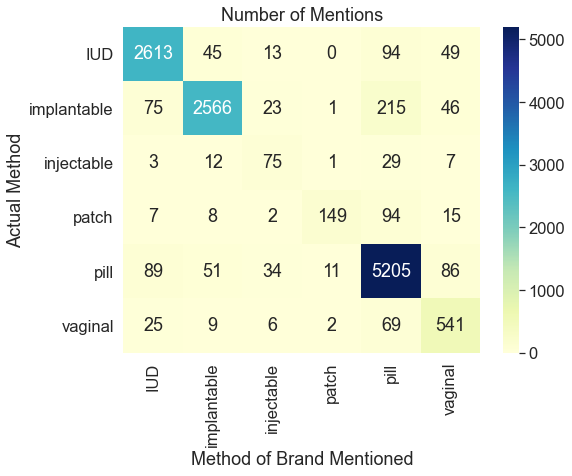 Number of Mentions
Actual Method
IUD 2613 45 13 0 94 49
implantable 75 2566 23 1 215 46
injectable 3 12 75 1 29 7
patch 7 8 2 149 94 15
pill 89 51 34 11 5205 86
vaginal 25 9 6 2 69 541
IUD implantable injectable patch pill vaginal
Method of Brand Mentioned
5000
4000
3000
2000
1000
0